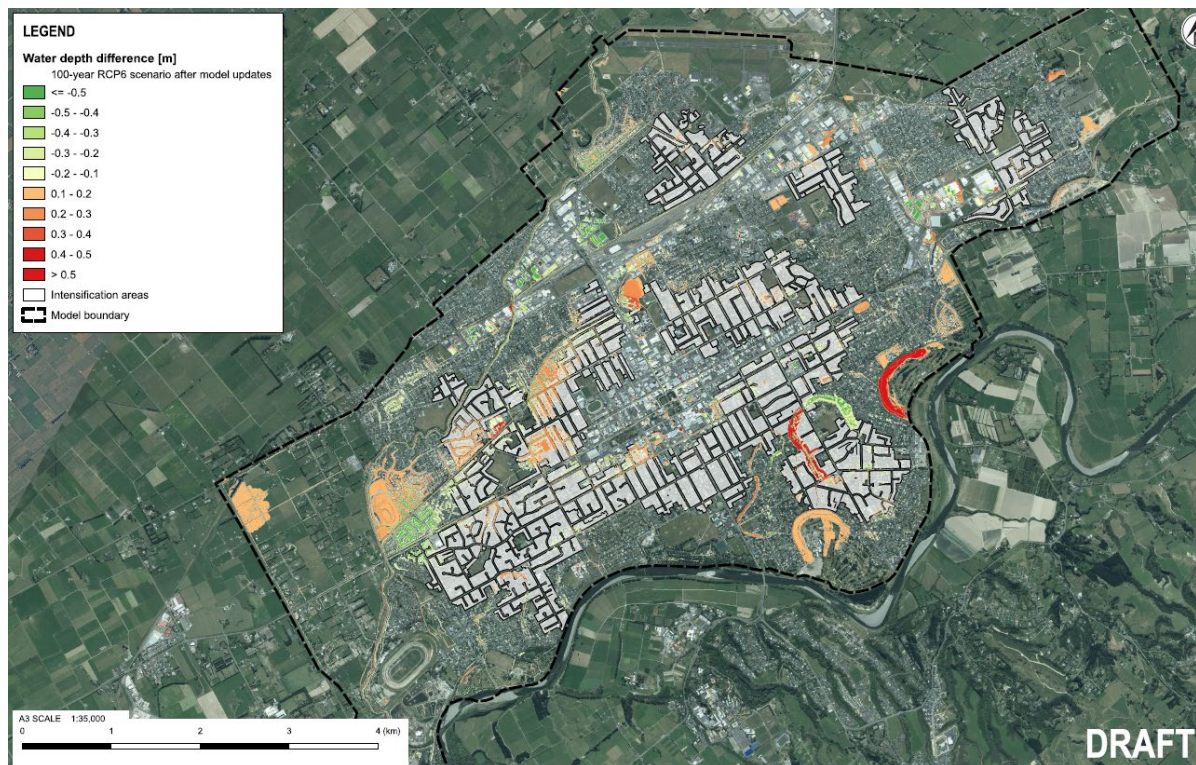 LEGEND
Water depth difference [m]
100-year RCP6 scenario after model updates
<= -0.5
-0.5 - -0.4
-0.4 - -0.3
-0.3 - -0.2
-0.2 - -0.1
0.1 - 0.2
0.2 - 0.3
0.3 - 0.4
0.4 - 0.5
> 0.5
Intensification areas
Model boundary
A3 SCALE 1:35,000
0 1 2 3 4 (km)
DRAFT